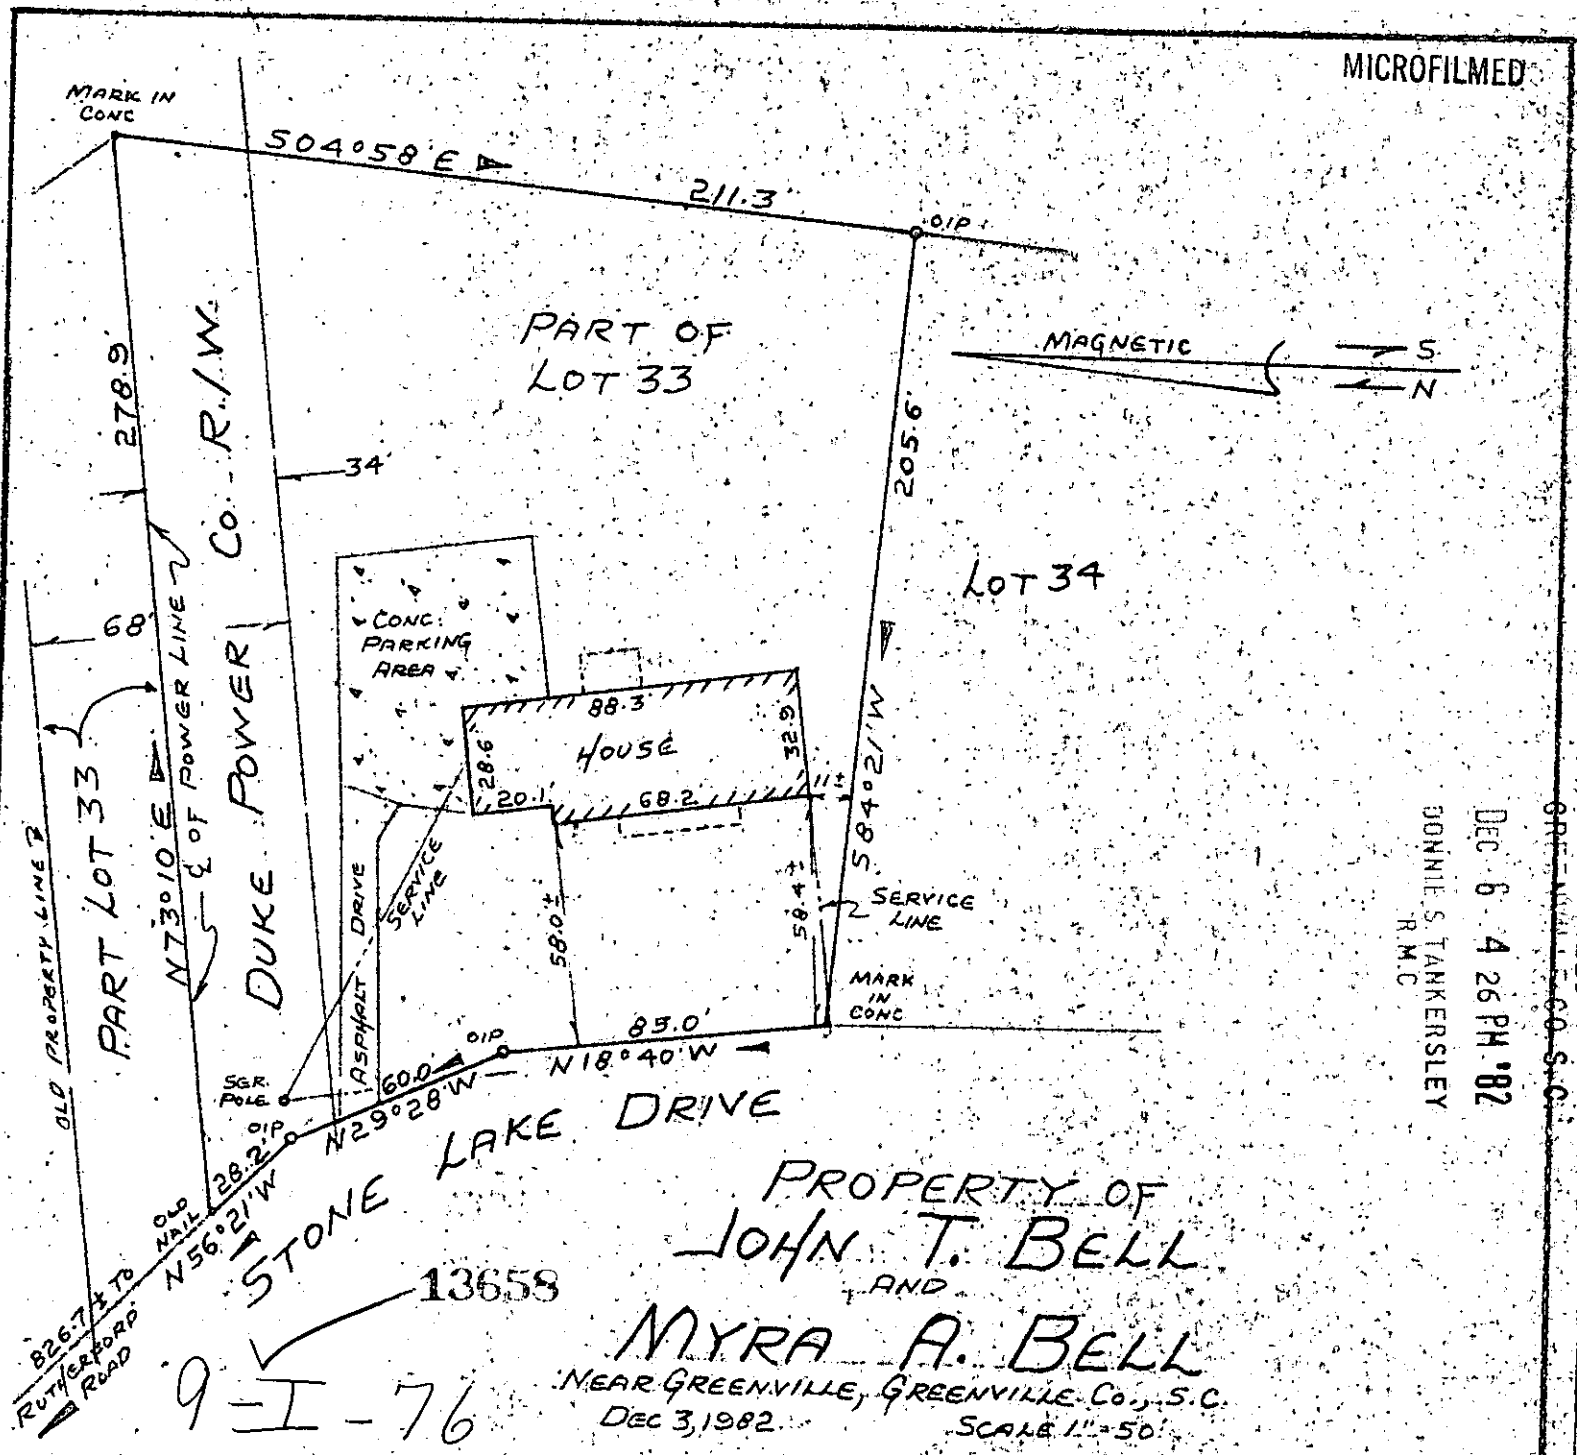 MICROFILMED
MARK IN
CONC
S04°58'E
211.3
OIP
PART OF
LOT 33
MAGNETIC
S
N
278.9
DUKE POWER Co. R./W.
34'
205.6'
S84°21'W
LOT 34
68'
℄ OF POWER LINE
N73°10'E
PART LOT 33
OLD PROPERTY LINE
CONC.
PARKING
AREA
88.3
HOUSE
28.6
32.9
20.1
68.2
11±
ASPHALT DRIVE
SERVICE
LINE
58.0±
58.4±
SERVICE
LINE
MARK
IN
CONC
85.0'
N18°40'W
OIP
60.0
N29°28'W
SER.
POLE
OIP
28.2'
N56°21'W
OLD
NAIL
826.7± TO
RUTHERFORD
ROAD
STONE LAKE DRIVE
GREENVILLE CO. S.C.
DEC 6 4 26 PM '82
DONNIE S. TANKERSLEY
R.M.C
PROPERTY OF
JOHN T. BELL
AND
MYRA A. BELL
NEAR GREENVILLE, GREENVILLE Co., S.C.
DEC 3, 1982
SCALE 1"=50'
13658
9-I-76